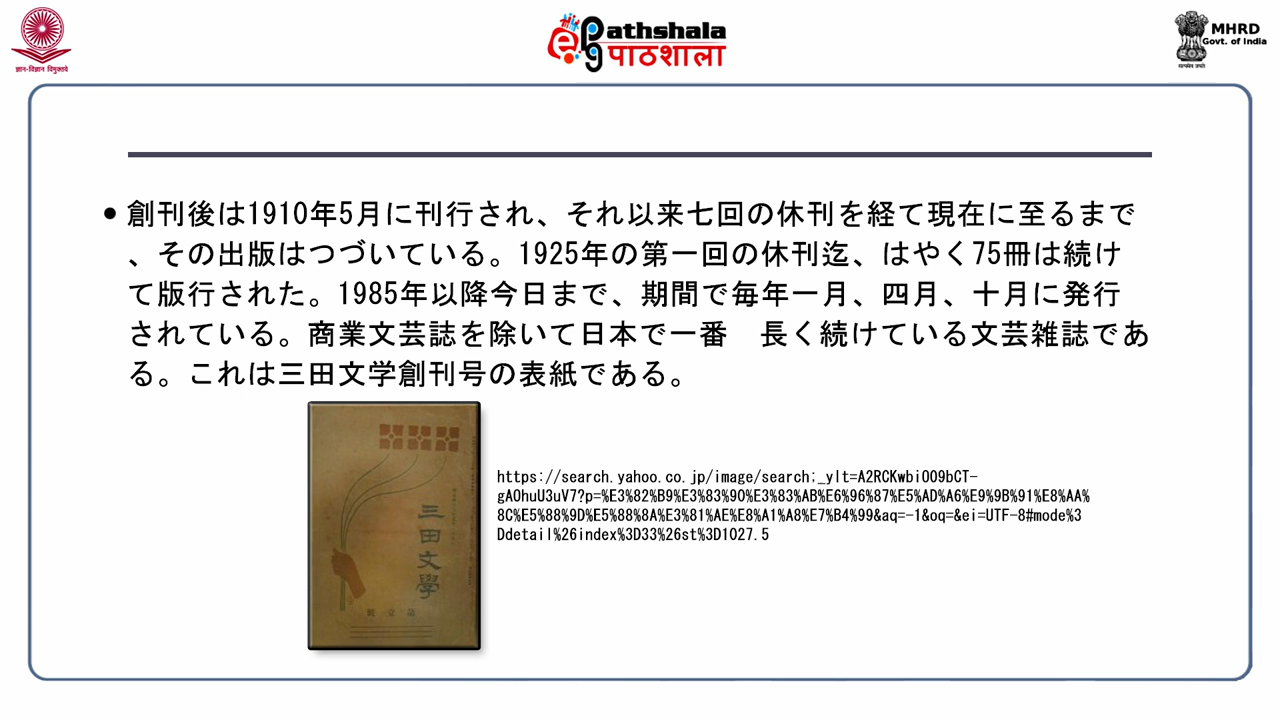 ज्ञान-विज्ञान विमुक्तये
ePathshala
पाठशाला
MHRD
Govt. of India
सत्यमेव जयते
• 創刊後は1910年5月に刊行され、それ以来七回の休刊を経て現在に至るまで
、その出版はつづいている。1925年の第一回の休刊迄、はやく75冊は続け
て版行された。1985年以降今日まで、期間で毎年一月、四月、十月に発行
されている。商業文芸誌を除いて日本で一番　長く続けている文芸雑誌であ
る。これは三田文学創刊号の表紙である。
三田文學
https://search.yahoo.co.jp/image/search;_ylt=A2RCKwbiOO9bCT-
gAOhuU3uV7?p=%E3%82%B9%E3%83%90%E3%83%AB%E6%96%87%E5%AD%A6%E9%9B%91%E8%AA%
8C%E5%88%9D%E5%88%8A%E3%81%AE%E8%A1%A8%E7%B4%99&aq=-1&oq=&ei=UTF-8#mode%3
Ddetail%26index%3D33%26st%3D1027.5